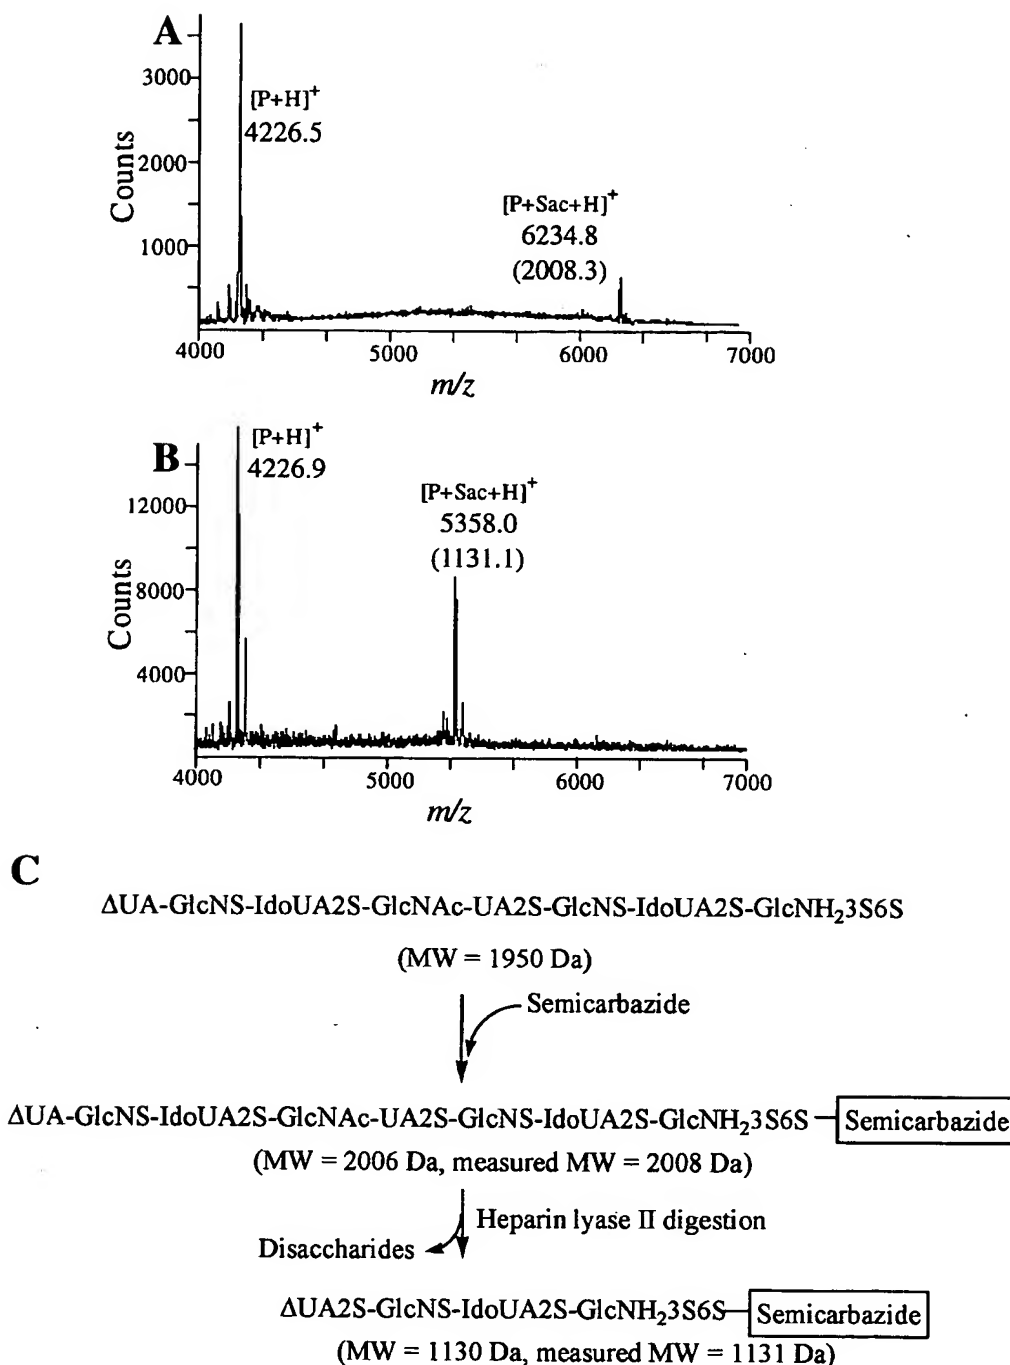 A
[P+H]+
4226.5
3000
2000
1000
Counts
[P+Sac+H]+
6234.8
(2008.3)
4000 5000 6000 7000
m/z
B
[P+H]+
4226.9
12000
8000
4000
Counts
[P+Sac+H]+
5358.0
(1131.1)
4000 5000 6000 7000
m/z
C
ΔUA-GlcNS-IdoUA2S-GlcNAc-UA2S-GlcNS-IdoUA2S-GlcNH₂3S6S
(MW = 1950 Da)
Semicarbazide
ΔUA-GlcNS-IdoUA2S-GlcNAc-UA2S-GlcNS-IdoUA2S-GlcNH₂3S6S Semicarbazide
(MW = 2006 Da, measured MW = 2008 Da)
Heparin lyase II digestion
Disaccharides
ΔUA2S-GlcNS-IdoUA2S-GlcNH₂3S6S Semicarbazide
(MW = 1130 Da, measured MW = 1131 Da)